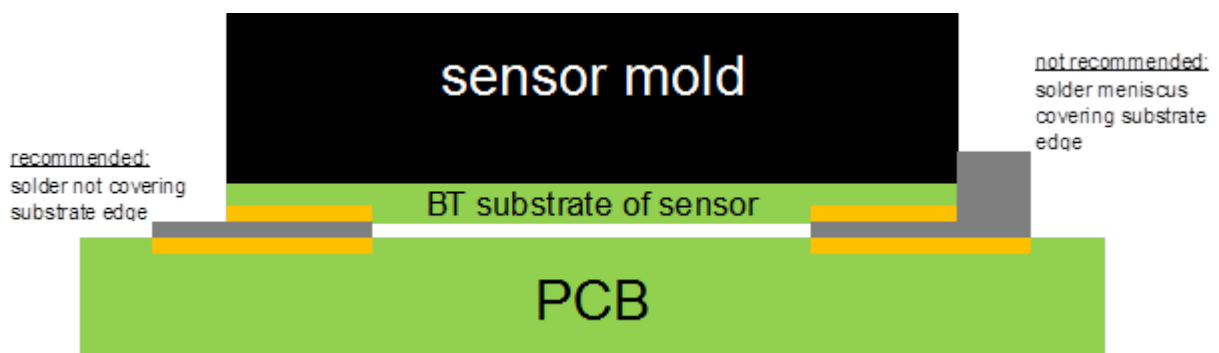 sensor mold
not recommended:
solder meniscus
covering substrate
edge
recommended:
solder not covering
substrate edge
BT substrate of sensor
PCB